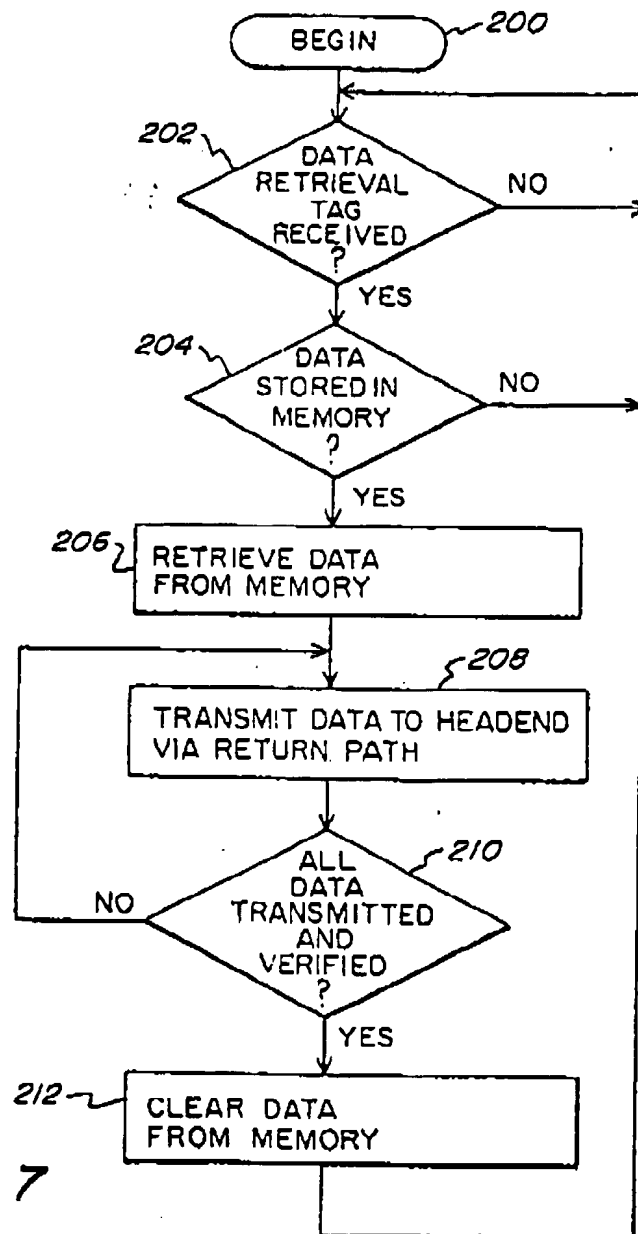 BEGIN
200
202
DATA
RETRIEVAL
TAG
RECEIVED
?
NO
YES
204
DATA
STORED IN
MEMORY
?
NO
YES
206
RETRIEVE DATA
FROM MEMORY
208
TRANSMIT DATA TO HEADEND
VIA RETURN PATH
210
ALL
DATA
TRANSMITTED
AND
VERIFIED
?
NO
YES
212
CLEAR DATA
FROM MEMORY
7